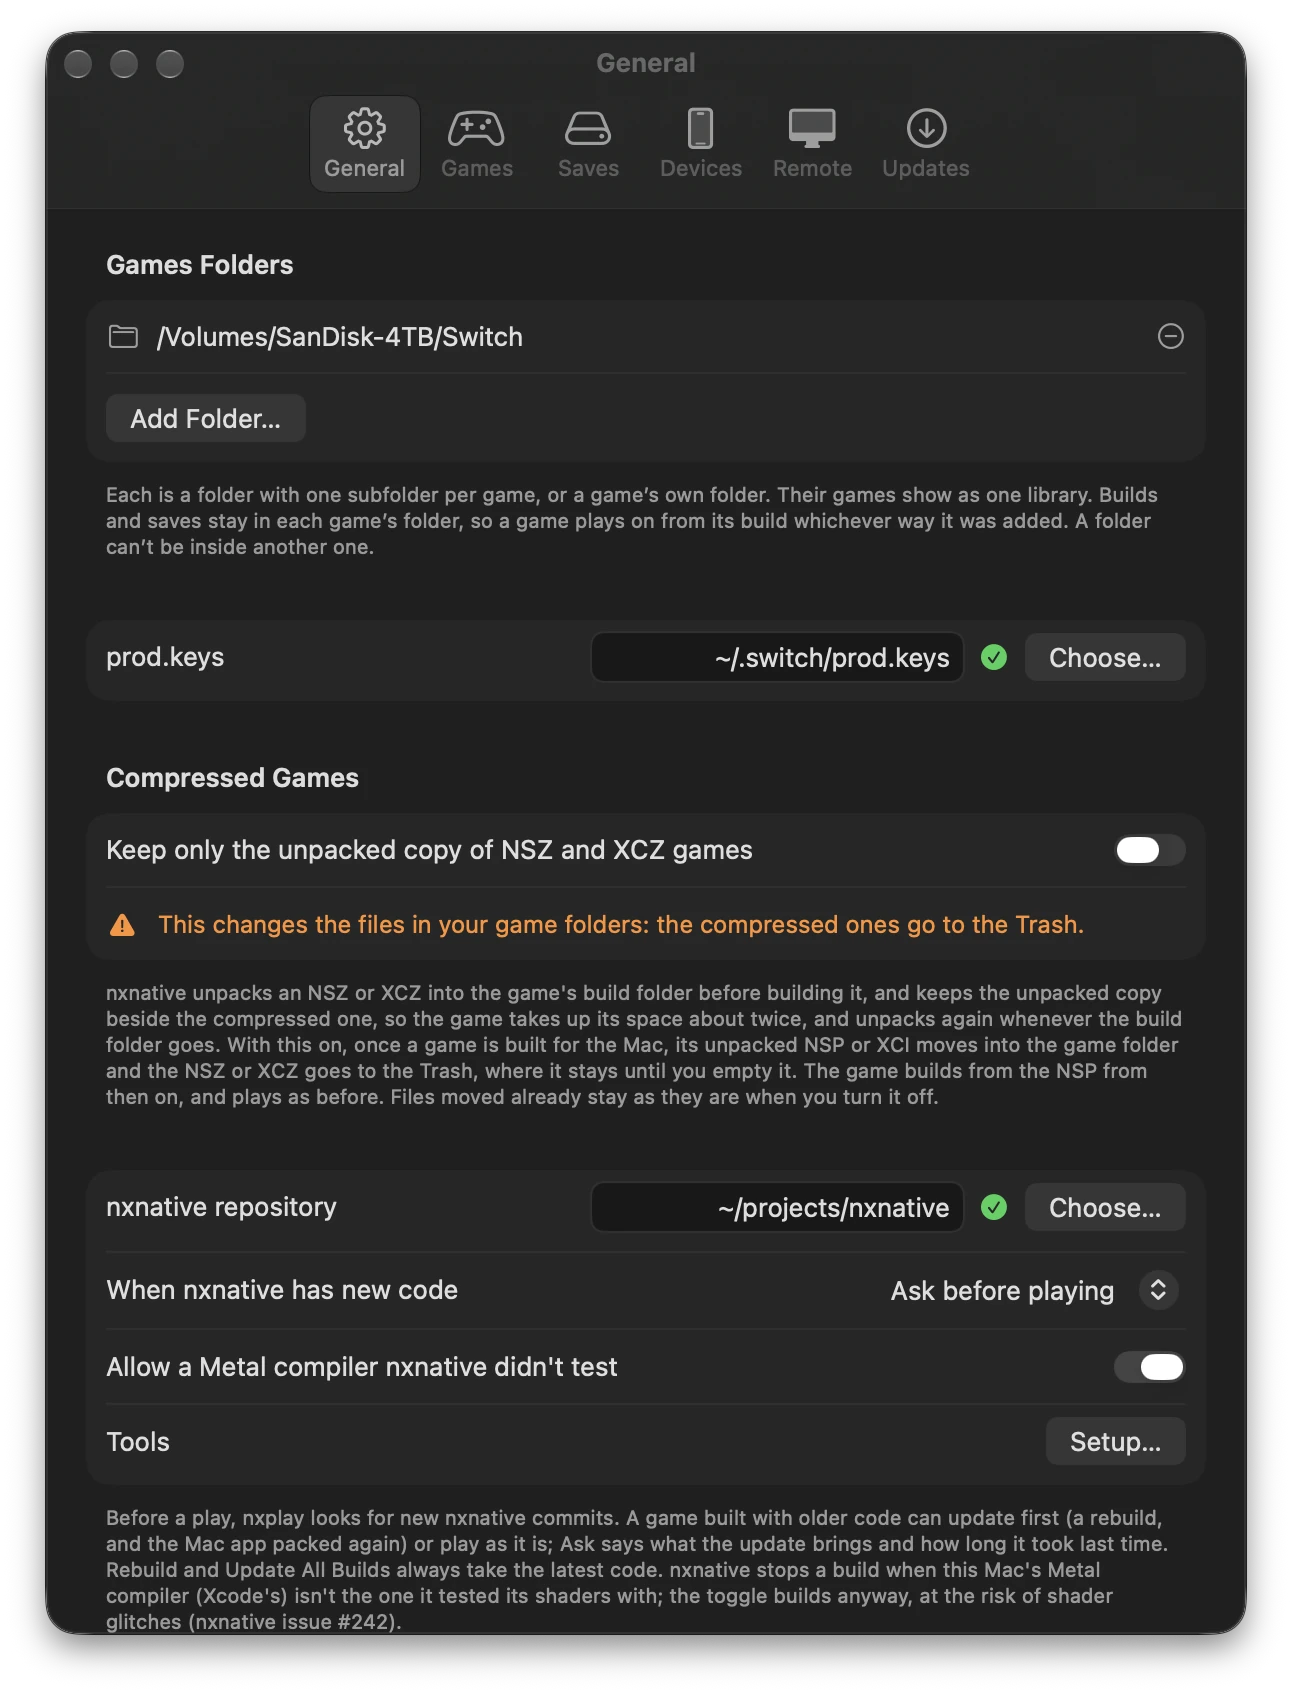 General
General
Games
Saves
Devices
Remote
Updates
Games Folders
/Volumes/SanDisk-4TB/Switch
Add Folder...
Each is a folder with one subfolder per game, or a game’s own folder. Their games show as one library. Builds
and saves stay in each game’s folder, so a game plays on from its build whichever way it was added. A folder
can’t be inside another one.
prod.keys
~/.switch/prod.keys
Choose...
Compressed Games
Keep only the unpacked copy of NSZ and XCZ games
This changes the files in your game folders: the compressed ones go to the Trash.
nxnative unpacks an NSZ or XCZ into the game's build folder before building it, and keeps the unpacked copy
beside the compressed one, so the game takes up its space about twice, and unpacks again whenever the build
folder goes. With this on, once a game is built for the Mac, its unpacked NSP or XCI moves into the game folder
and the NSZ or XCZ goes to the Trash, where it stays until you empty it. The game builds from the NSP from
then on, and plays as before. Files moved already stay as they are when you turn it off.
nxnative repository
~/projects/nxnative
Choose...
When nxnative has new code
Ask before playing
Allow a Metal compiler nxnative didn't test
Tools
Setup...
Before a play, nxplay looks for new nxnative commits. A game built with older code can update first (a rebuild,
and the Mac app packed again) or play as it is; Ask says what the update brings and how long it took last time.
Rebuild and Update All Builds always take the latest code. nxnative stops a build when this Mac's Metal
compiler (Xcode's) isn't the one it tested its shaders with; the toggle builds anyway, at the risk of shader
glitches (nxnative issue #242).